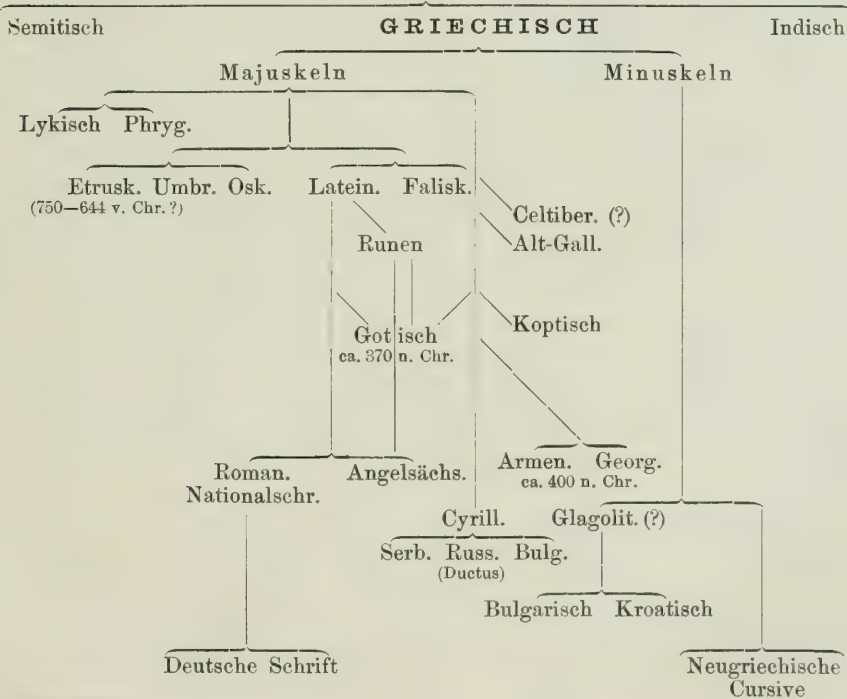 Semitisch GRIECHISCH Indisch
Majuskeln Minuskeln
Lykisch Phryg.
Etrusk. Umbr. Osk. Latein. Falisk.
(750—644 v. Chr.?)
Celtiber. (?)
Runen Alt-Gall.
Gotisch Koptisch
ca. 370 n. Chr.
Roman. Angelsächs. Armen. Georg.
Nationalschr. ca. 400 n. Chr.
Cyrill. Glagolit. (?)
Serb. Russ. Bulg.
(Ductus)
Bulgarisch Kroatisch
Deutsche Schrift Neugriechische
Cursive